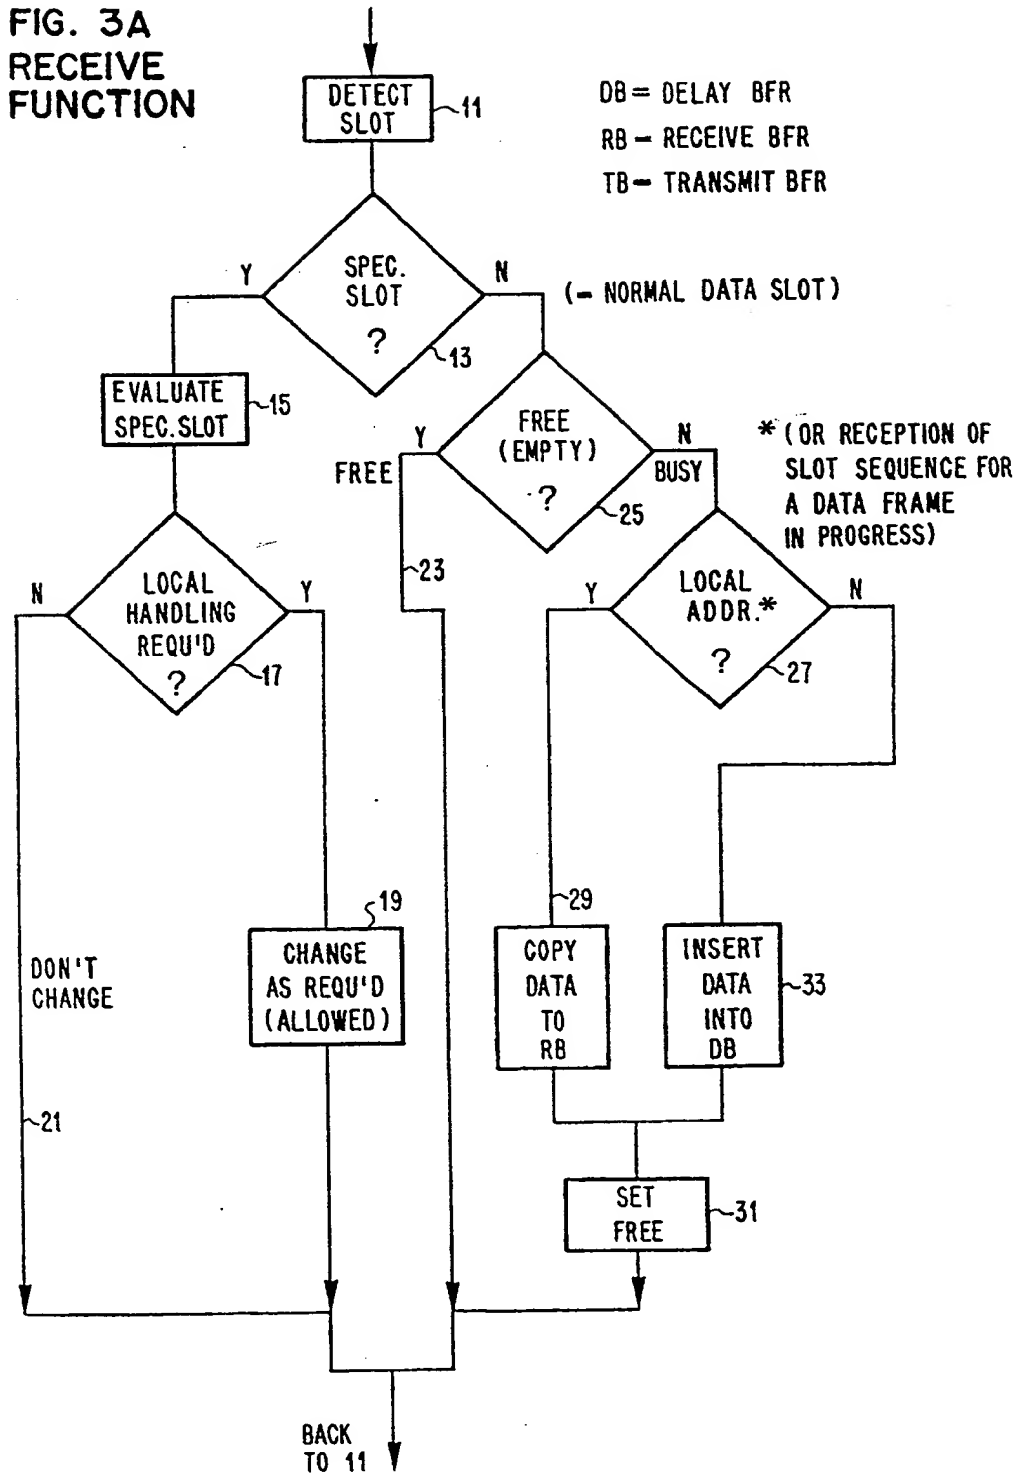 FIG. 3A
RECEIVE
FUNCTION
DETECT
SLOT
11
DB = DELAY BFR
RB - RECEIVE BFR
TB - TRANSMIT BFR
SPEC.
SLOT
?
13
Y
N
(- NORMAL DATA SLOT)
EVALUATE
SPEC. SLOT
15
FREE
(EMPTY)
?
25
Y
FREE
N
BUSY
* (OR RECEPTION OF
SLOT SEQUENCE FOR
A DATA FRAME
IN PROGRESS)
23
LOCAL
HANDLING
REQU'D
?
17
N
Y
LOCAL
ADDR.*
?
27
Y
N
DON'T
CHANGE
21
19
CHANGE
AS REQU'D
(ALLOWED)
29
COPY
DATA
TO
RB
INSERT
DATA
INTO
DB
33
SET
FREE
31
BACK
TO 11